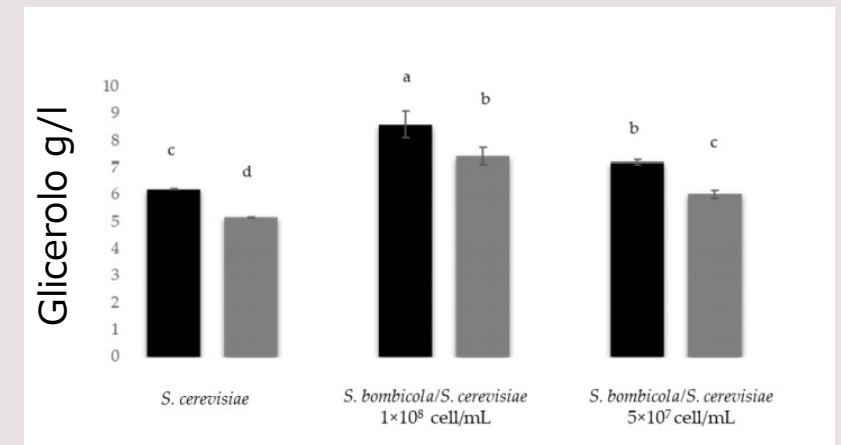 Glicerolo g/l
10
9
8
7
6
5
4
3
2
1
0
c
d
a
b
b
c
S. cerevisiae
S. bombicola/S. cerevisiae
1×10⁸ cell/mL
S. bombicola/S. cerevisiae
5×10⁷ cell/mL